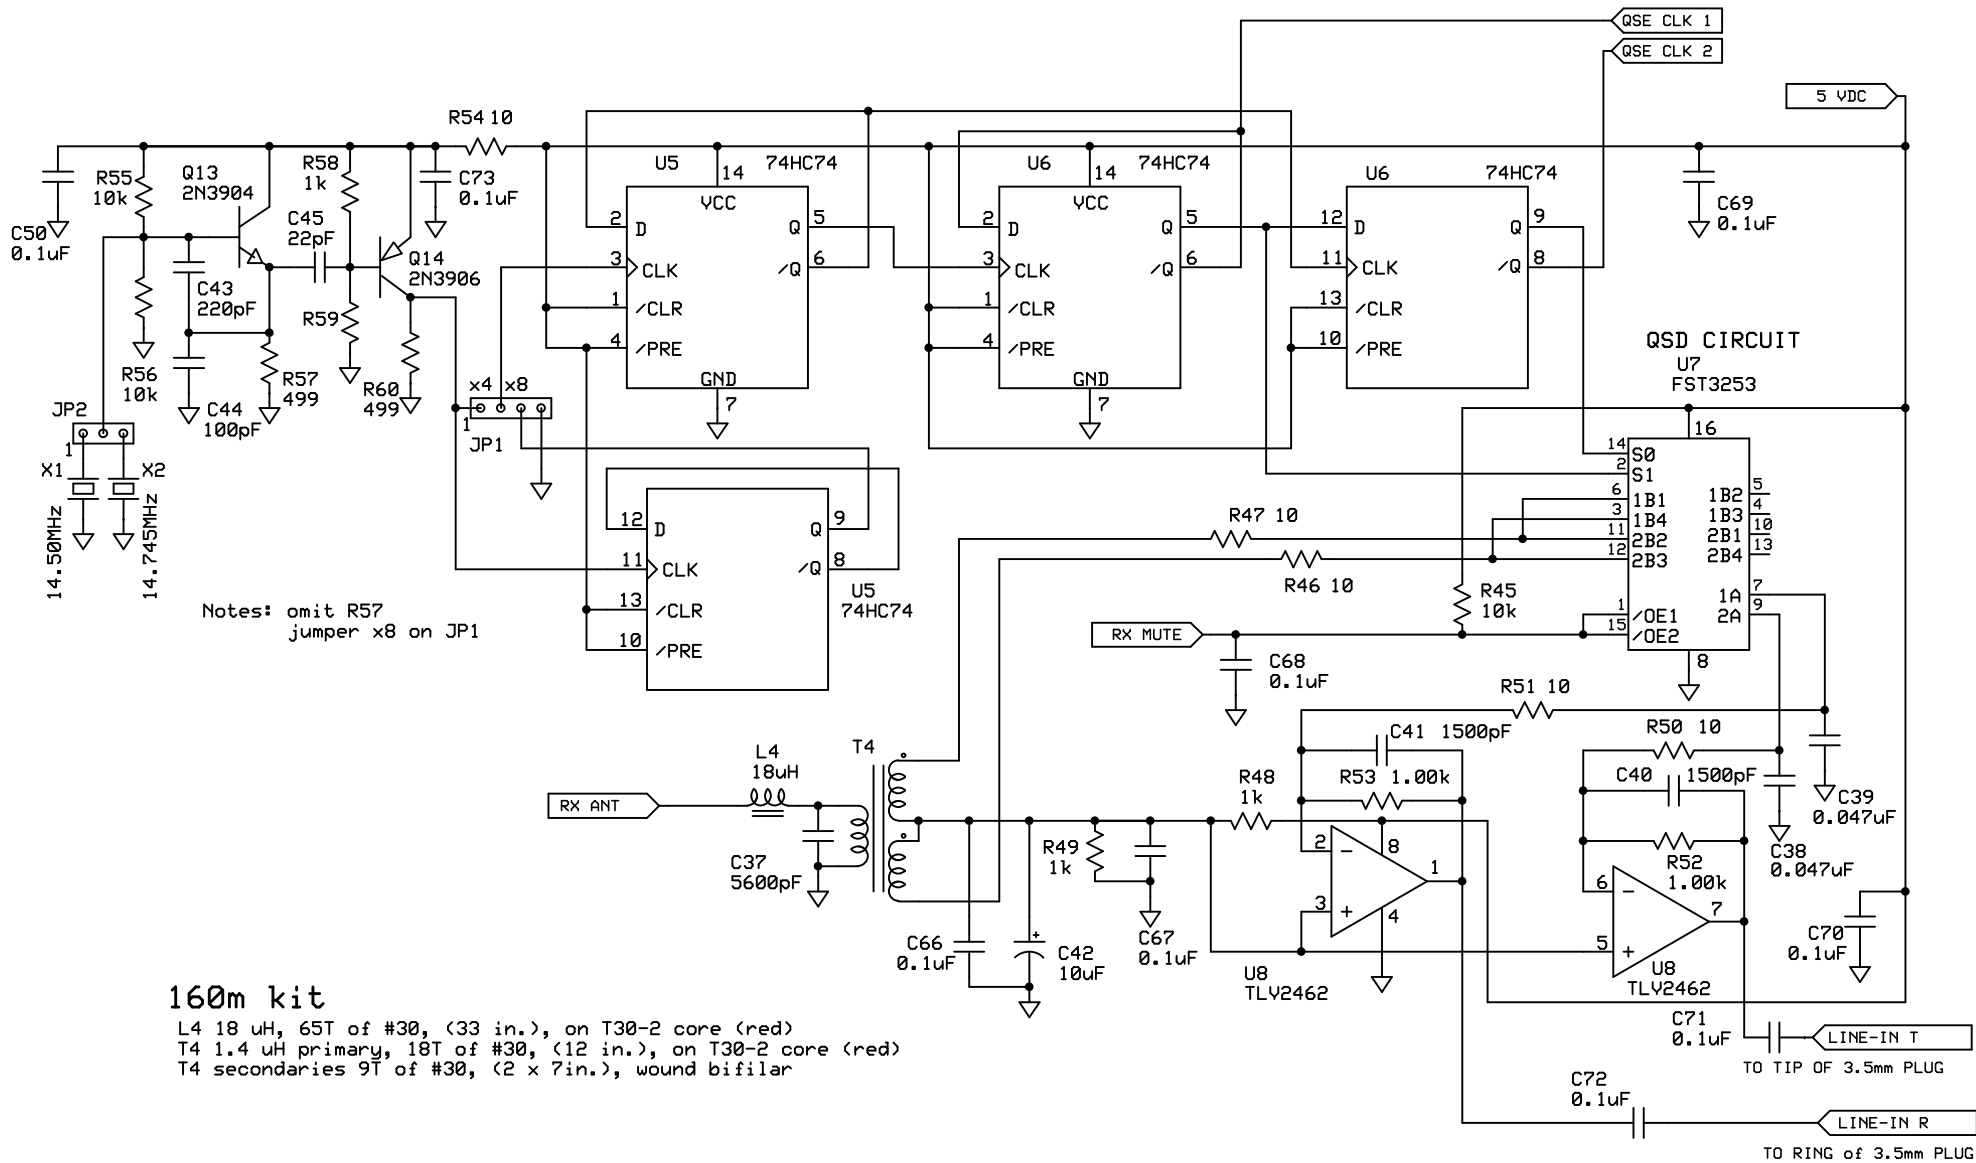 QSE CLK 1
QSE CLK 2
5 VDC
R54 10
U5 74HC74
14
VCC
2 D
Q 5
3 CLK
/Q 6
1 /CLR
4 /PRE
GND
7
U6 74HC74
14
VCC
2 D
Q 5
3 CLK
/Q 6
1 /CLR
4 /PRE
GND
7
U6 74HC74
12 D
Q 9
11 CLK
/Q 8
13 /CLR
10 /PRE
C50
0.1uF
R55
10k
Q13
2N3904
R58
1k
C73
0.1uF
C45
22pF
Q14
2N3906
C43
220pF
R59
R56
10k
C44
100pF
R57
499
R60
499
C69
0.1uF
JP2
1
X1
X2
14.50MHz
14.745MHz
x4 x8
1
JP1
12 D
Q 9
11 CLK
/Q 8
13 /CLR
10 /PRE
U5
74HC74
Notes: omit R57
jumper x8 on JP1
QSD CIRCUIT
U7
FST3253
16
14 S0
2 S1
6 1B1
3 1B4
11 2B2
12 2B3
1 /OE1
15 /OE2
1B2 5
1B3 4
2B1 10
2B4 13
1A 7
2A 9
8
R47 10
R46 10
R45
10k
RX MUTE
C68
0.1uF
R51 10
C41 1500pF
R53 1.00k
R50 10
C40 1500pF
C39
0.047uF
C38
0.047uF
R52
1.00k
L4
18uH
T4
RX ANT
C37
5600pF
R48
1k
R49
1k
C66
0.1uF
C42
10uF
+
C67
0.1uF
2 -
3 +
8
4
1
U8
TLV2462
6 -
5 +
7
U8
TLV2462
C70
0.1uF
C71
0.1uF
LINE-IN T
TO TIP OF 3.5mm PLUG
C72
0.1uF
LINE-IN R
TO RING of 3.5mm PLUG
160m kit
L4 18 uH, 65T of #30, (33 in.), on T30-2 core (red)
T4 1.4 uH primary, 18T of #30, (12 in.), on T30-2 core (red)
T4 secondaries 9T of #30, (2 x 7in.), wound bifilar